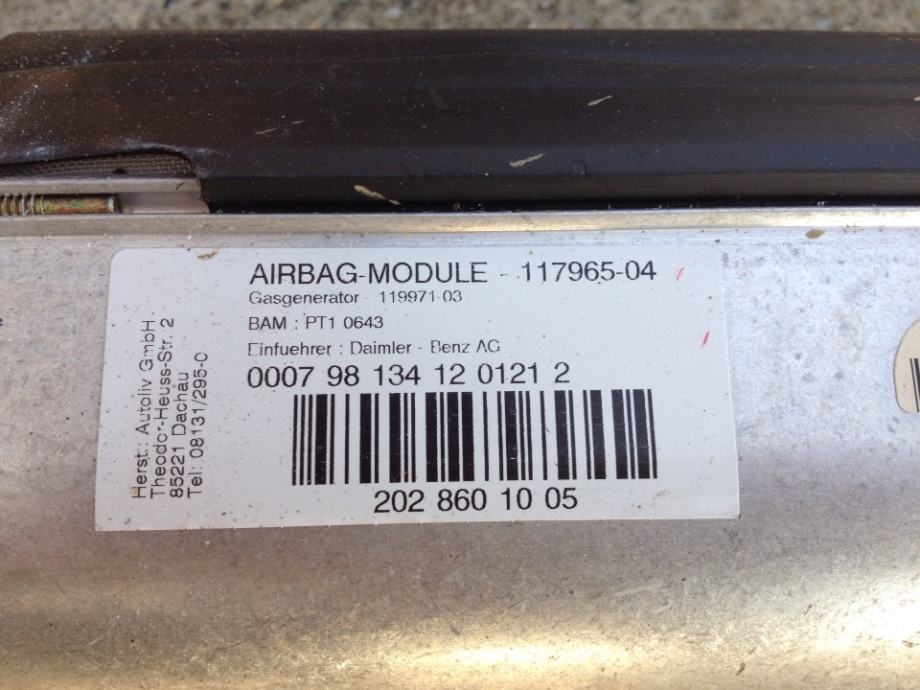 AIRBAG-MODULE - 117965-04
Gasgenerator - 119971-03
BAM : PT1 0643
Einfuehrer : Daimler - Benz AG
0007 98 134 12 0121 2
202 860 10 05
Herst.: Autoliv GmbH
Theodor-Heuss-Str. 2
85221 Dachau
Tel: 08131/295-0